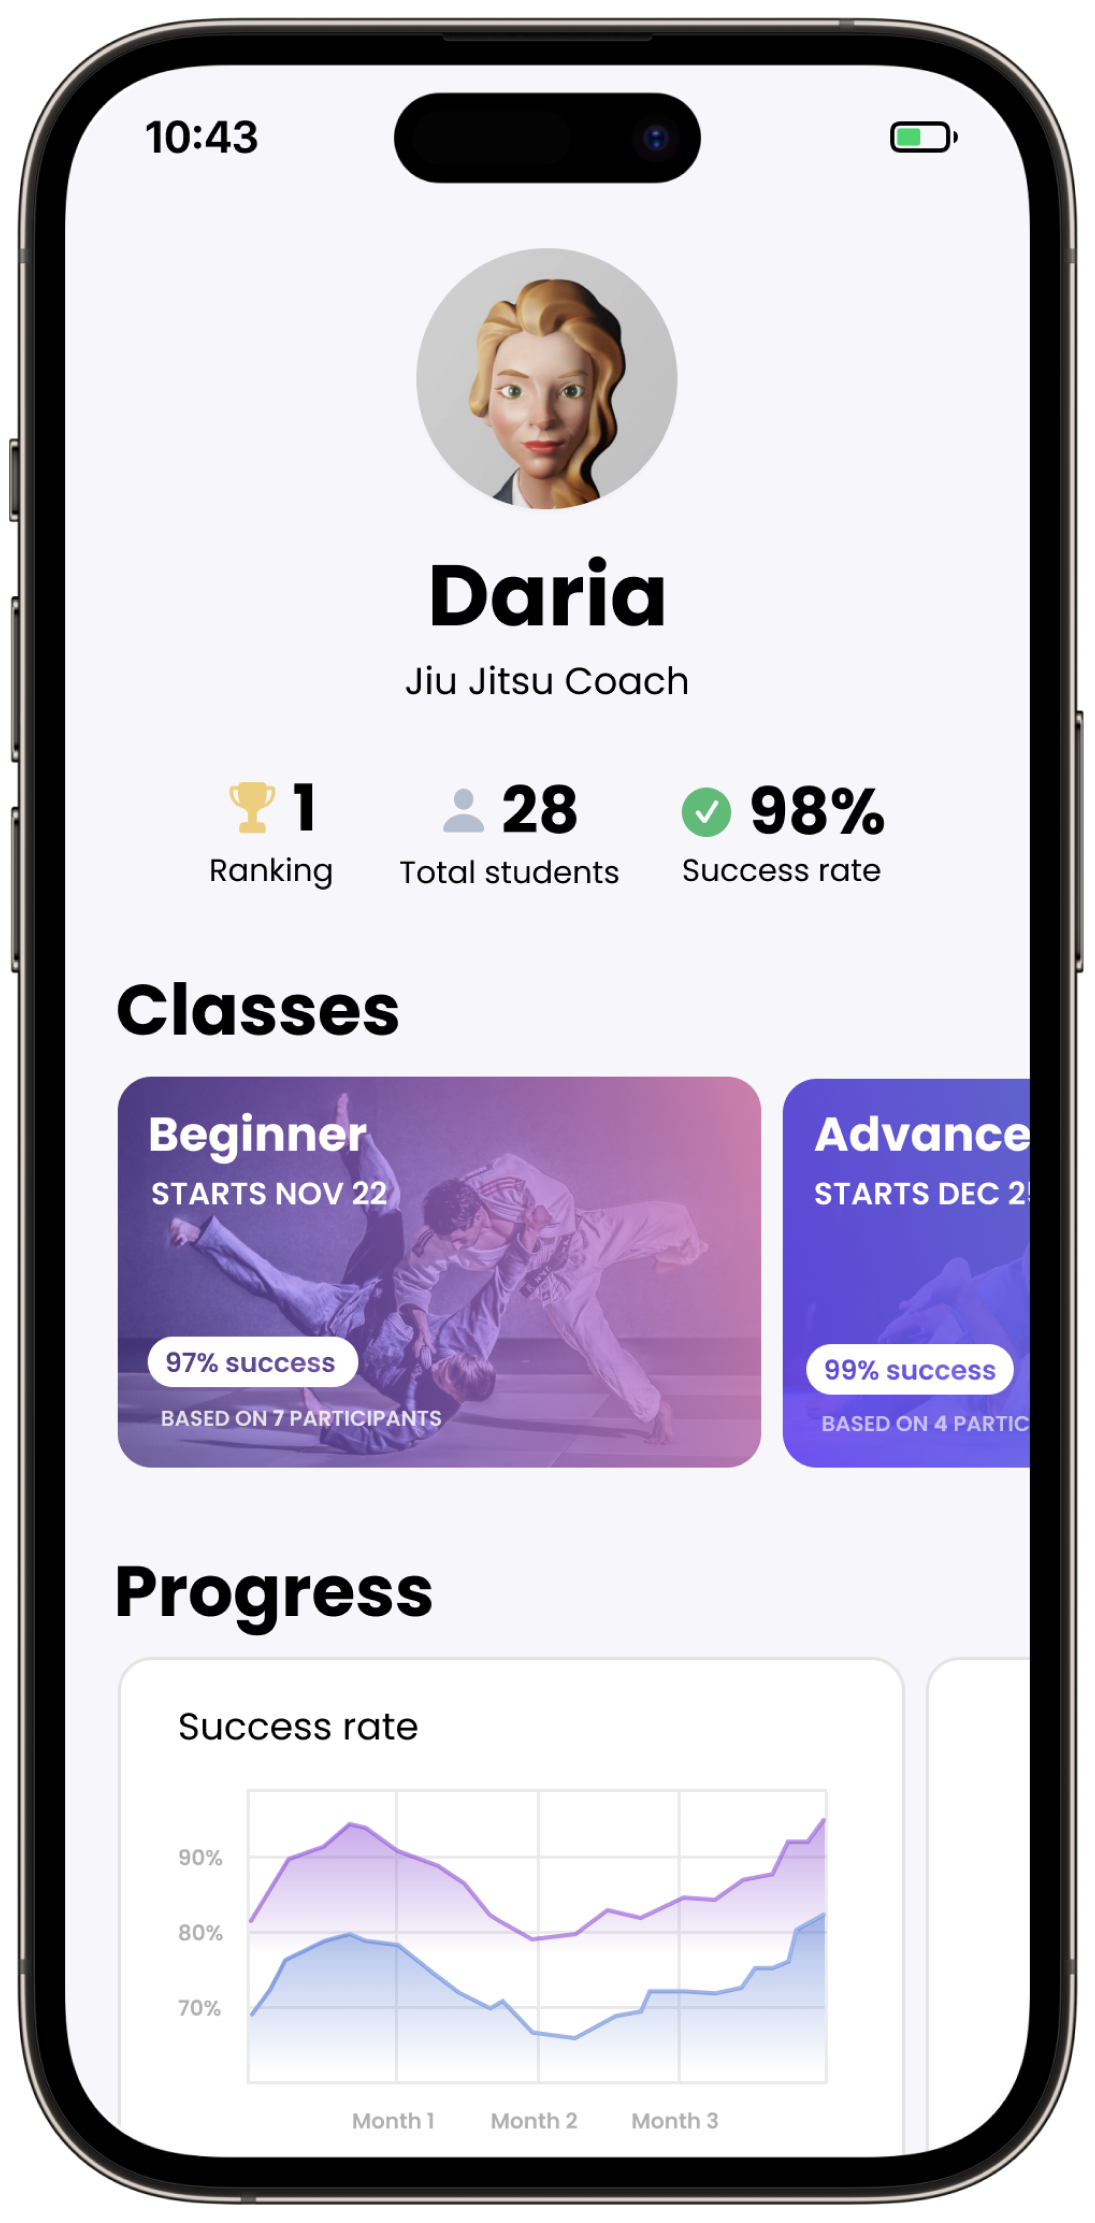 10:43
Daria
Jiu Jitsu Coach
1 28 98%
Ranking Total students Success rate
Classes
Beginner
STARTS NOV 22
97% success
BASED ON 7 PARTICIPANTS
Advance
STARTS DEC
99% success
BASED ON 4
Progress
Success rate
90%
80%
70%
Month 1 Month 2 Month 3